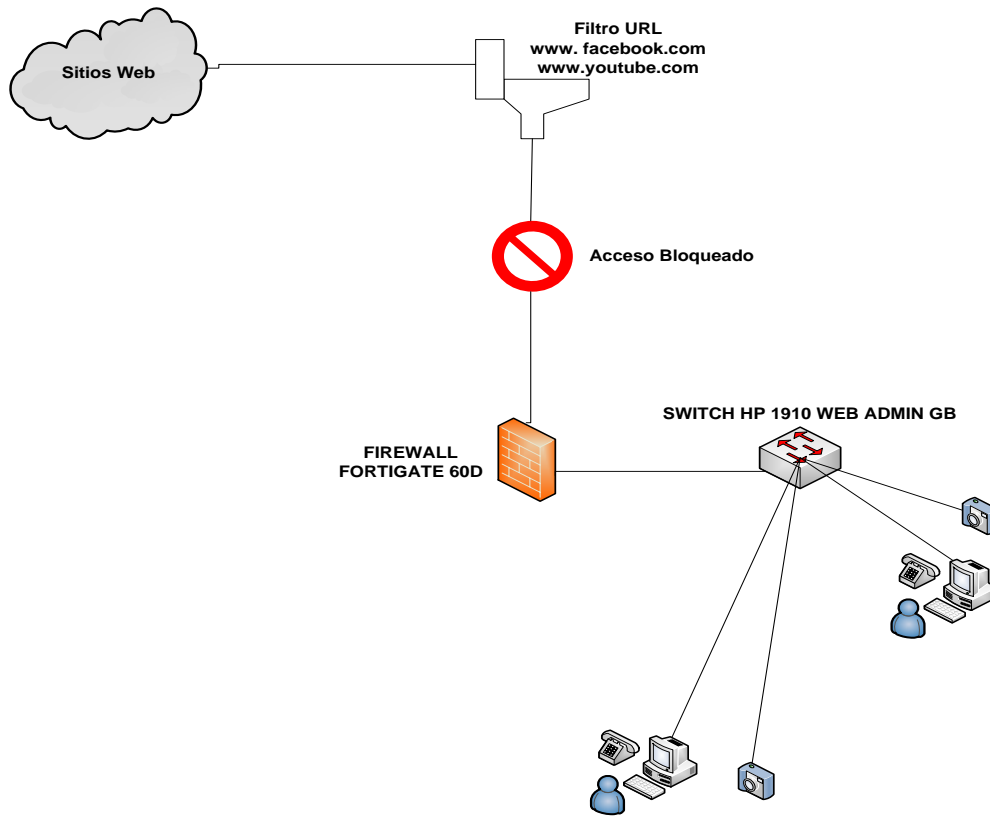 Filtro URL
www. facebook.com
www.youtube.com
Sitios Web
Acceso Bloqueado
SWITCH HP 1910 WEB ADMIN GB
FIREWALL
FORTIGATE 60D